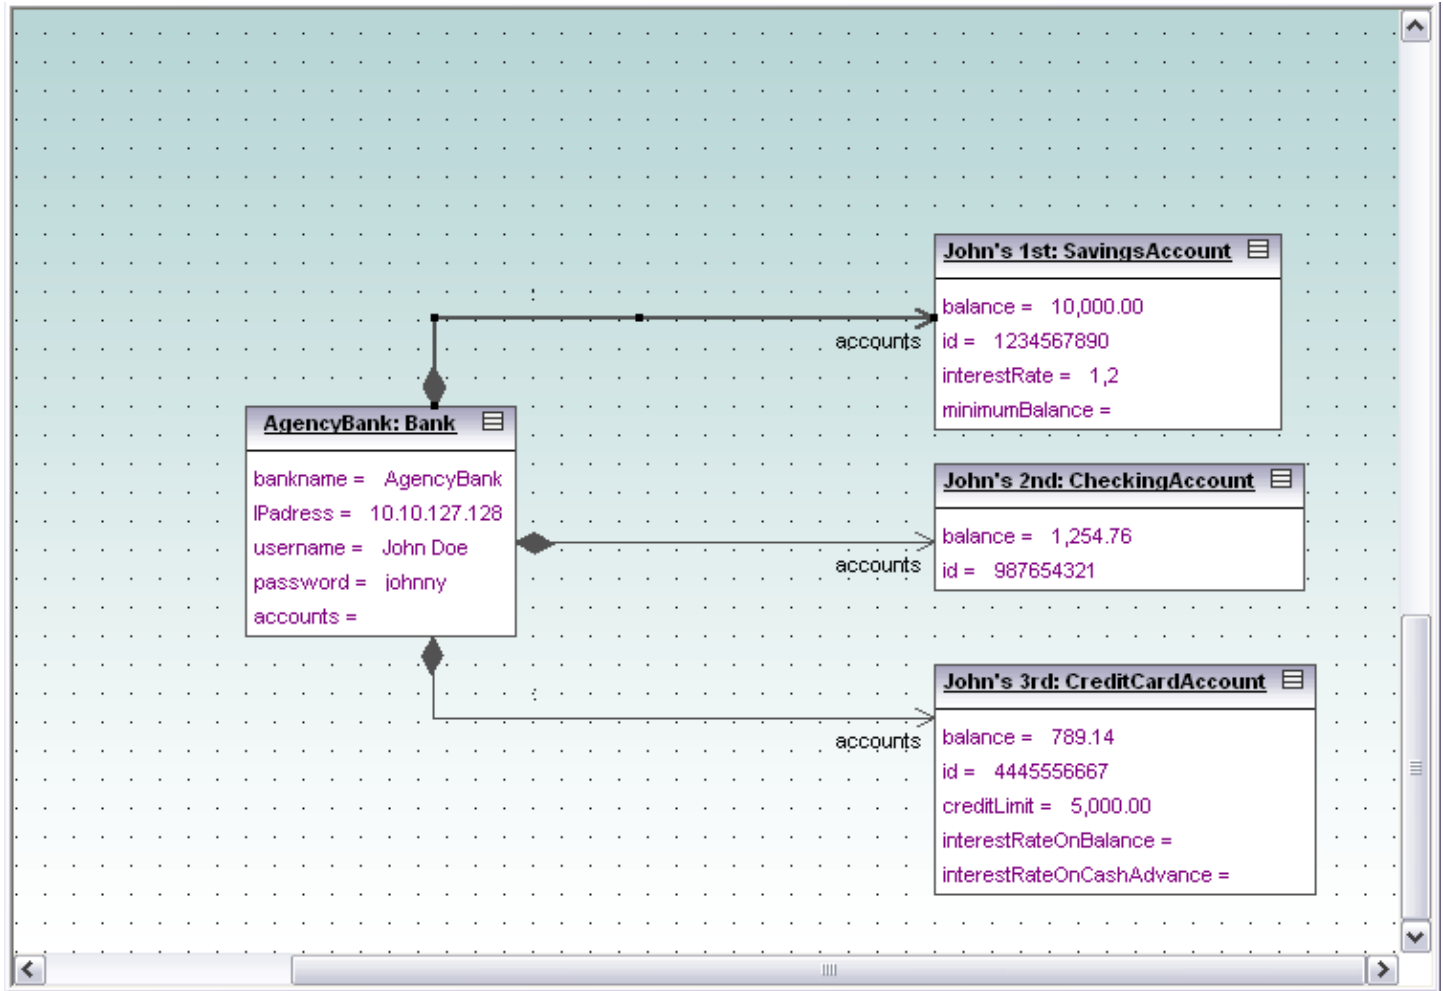 John's 1st: SavingsAccount
balance = 10,000.00
accounts
id = 1234567890
interestRate = 1,2
minimumBalance =
AgencyBank: Bank
bankname = AgencyBank
IPadress = 10.10.127.128
username = John Doe
password = johnny
accounts =
John's 2nd: CheckingAccount
balance = 1,254.76
accounts
id = 987654321
John's 3rd: CreditCardAccount
balance = 789.14
accounts
id = 4445556667
creditLimit = 5,000.00
interestRateOnBalance =
interestRateOnCashAdvance =